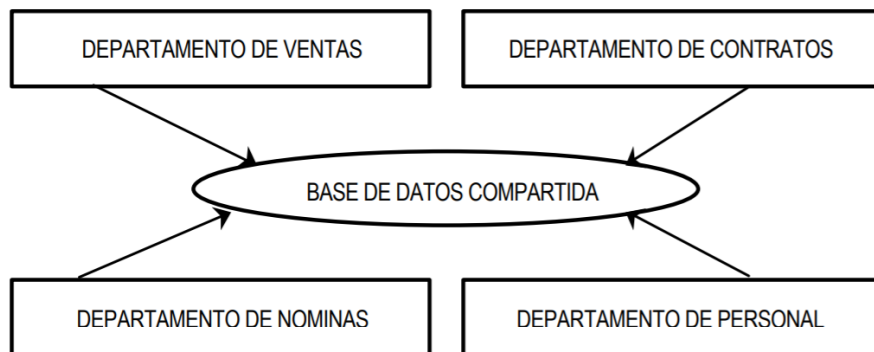 DEPARTAMENTO DE VENTAS
DEPARTAMENTO DE CONTRATOS
BASE DE DATOS COMPARTIDA
DEPARTAMENTO DE NOMINAS
DEPARTAMENTO DE PERSONAL